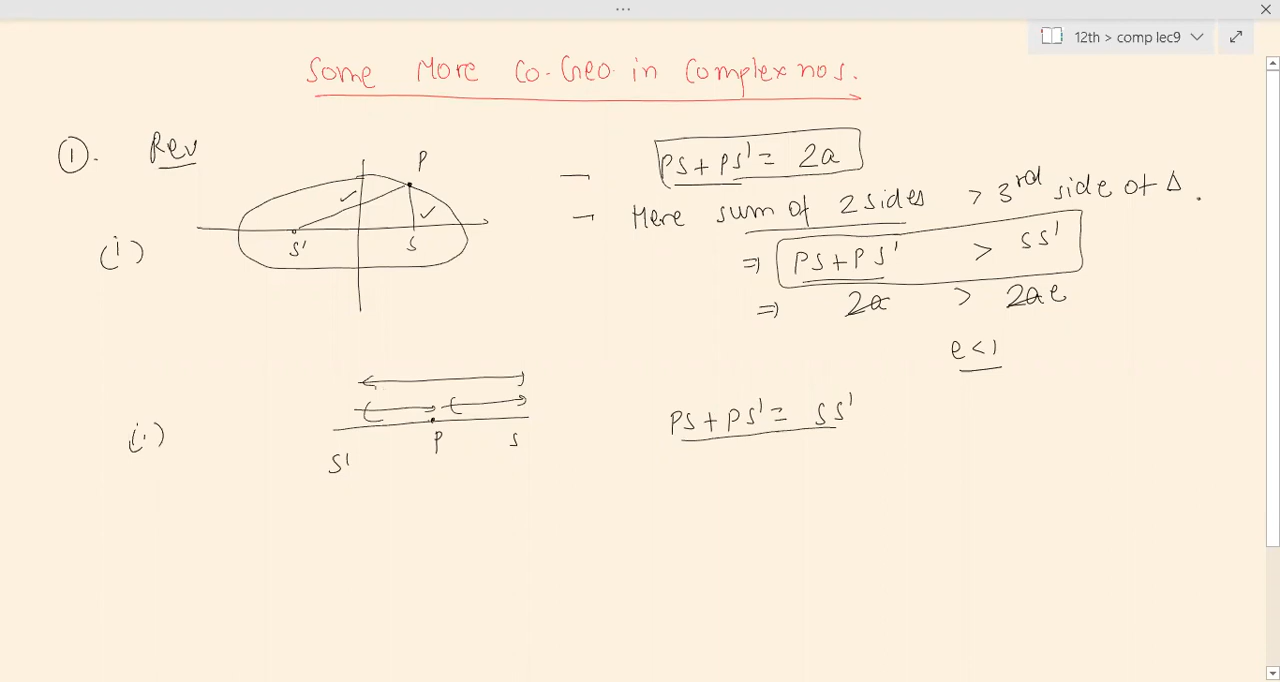 12th > comp lec9
Some More Co-Geo in Complex nos.
①. Rev
P
S'
S
(i)
– PS + PS' = 2a
– Here sum of 2 sides > 3rd side of Δ.
⇒ PS + PS' > SS'
⇒ 2a > 2ae
e < 1
P
S
S'
PS + PS' = SS'